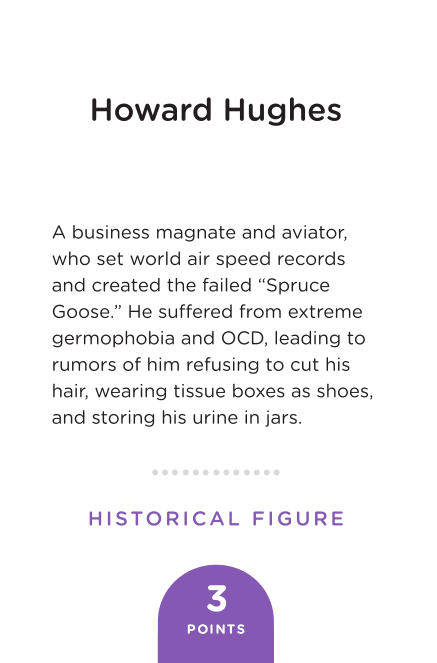 Howard Hughes
A business magnate and aviator,
who set world air speed records
and created the failed “Spruce
Goose.” He suffered from extreme
germophobia and OCD, leading to
rumors of him refusing to cut his
hair, wearing tissue boxes as shoes,
and storing his urine in jars.
HISTORICAL FIGURE
3
POINTS